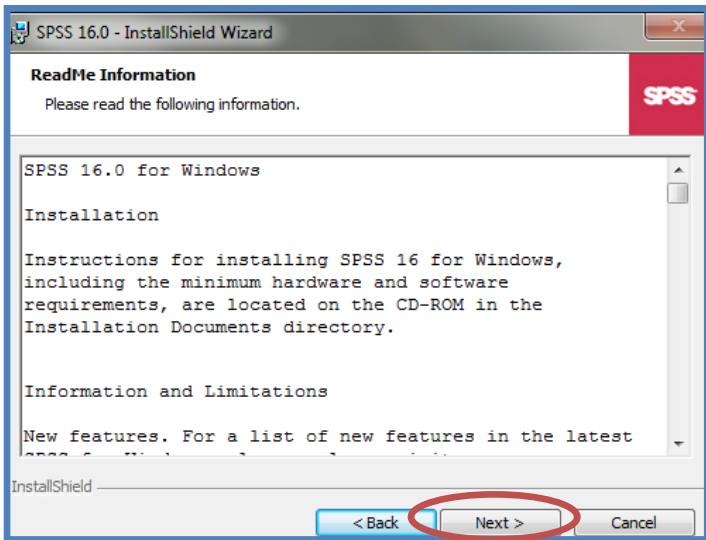 SPSS 16.0 - InstallShield Wizard
ReadMe Information
Please read the following information.
SPSS
SPSS 16.0 for Windows
Installation
Instructions for installing SPSS 16 for Windows,
including the minimum hardware and software
requirements, are located on the CD-ROM in the
Installation Documents directory.
Information and Limitations
New features. For a list of new features in the latest
InstallShield
< Back
Next >
Cancel